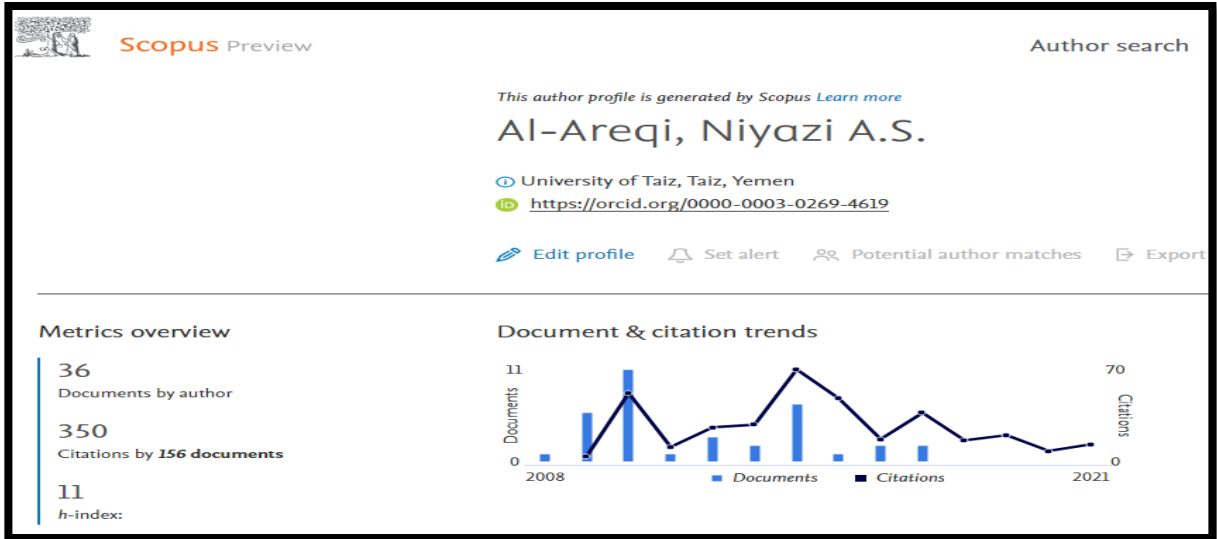 Scopus Preview
Author search
This author profile is generated by Scopus Learn more
Al-Areqi, Niyazi A.S.
University of Taiz, Taiz, Yemen
iD https://orcid.org/0000-0003-0269-4619
Edit profile Set alert Potential author matches Export
Metrics overview
36
Documents by author
350
Citations by 156 documents
11
h-index:
Document & citation trends
11
70
Documents
Citations
0
0
2008
2021
Documents Citations